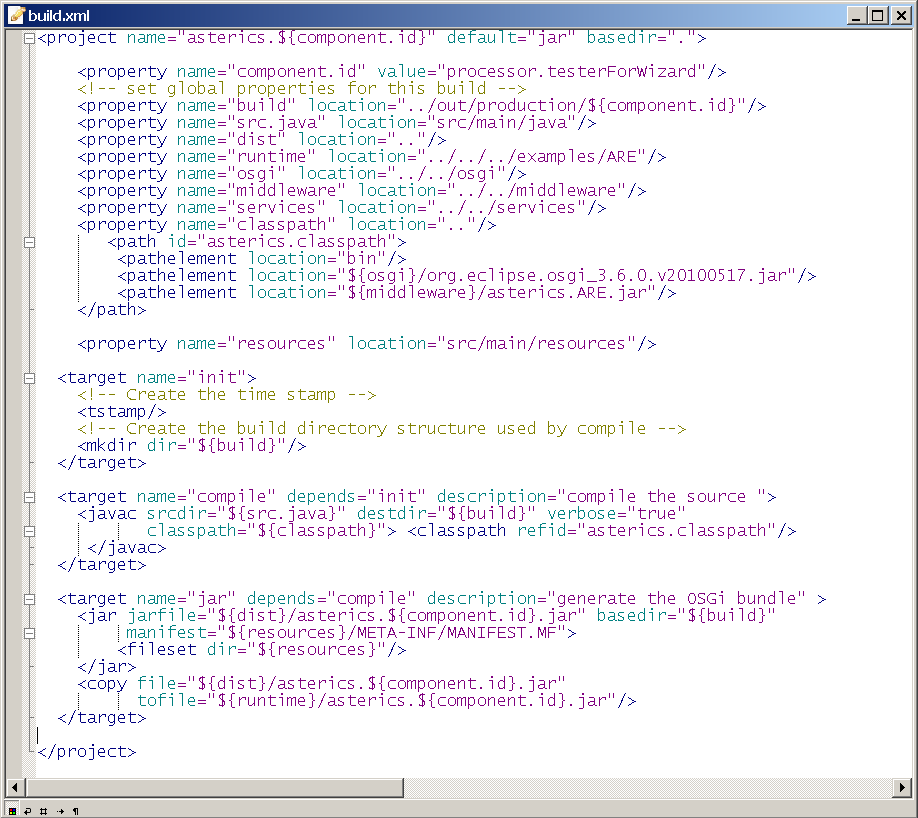 build.xml
<project name="asterics.${component.id}" default="jar" basedir=".">
<property name="component.id" value="processor.testerForWizard"/>
<!-- set global properties for this build -->
<property name="build" location="../out/production/${component.id}"/>
<property name="src.java" location="src/main/java"/>
<property name="dist" location=".."/>
<property name="runtime" location="../../../examples/ARE"/>
<property name="osgi" location="../../osgi"/>
<property name="middleware" location="../../middleware"/>
<property name="services" location="../../services"/>
<property name="classpath" location=".."/>
<path id="asterics.classpath">
<pathelement location="bin"/>
<pathelement location="${osgi}/org.eclipse.osgi_3.6.0.v20100517.jar"/>
<pathelement location="${middleware}/asterics.ARE.jar"/>
</path>
<property name="resources" location="src/main/resources"/>
<target name="init">
<!-- Create the time stamp -->
<tstamp/>
<!-- Create the build directory structure used by compile -->
<mkdir dir="${build}"/>
</target>
<target name="compile" depends="init" description="compile the source ">
<javac srcdir="${src.java}" destdir="${build}" verbose="true"
classpath="${classpath}"> <classpath refid="asterics.classpath"/>
</javac>
</target>
<target name="jar" depends="compile" description="generate the OSGi bundle" >
<jar jarfile="${dist}/asterics.${component.id}.jar" basedir="${build}"
manifest="${resources}/META-INF/MANIFEST.MF">
<fileset dir="${resources}"/>
</jar>
<copy file="${dist}/asterics.${component.id}.jar"
tofile="${runtime}/asterics.${component.id}.jar"/>
</target>
</project>